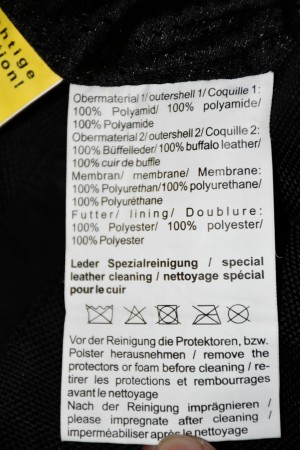 htige
tion!
Obermaterial 1/ outershell 1/ Coquille 1:
100% Polyamid/ 100% polyamide/
100% Polyamide
Obermaterial 2/ outershell 2/ Coquille 2:
100% Büffelleder/ 100% buffalo leather/
100% cuir de buffle
Membran/ membrane/ Membrane:
100% Polyurethan/100% polyurethane/
100% Polyuréthane
Futter/ lining/ Doublure:
100% Polyester/ 100% polyester/
100% Polyester
Leder Spezialreinigung / special
leather cleaning / nettoyage spécial
pour le cuir
Vor der Reinigung die Protektoren, bzw.
Polster herausnehmen / remove the
protectors or foam before cleaning / re-
tirer les protections et rembourrages
avant le nettoyage
Nach der Reinigung imprägnieren /
please impregnate after cleaning /
imperméabiliser après le nettoyage